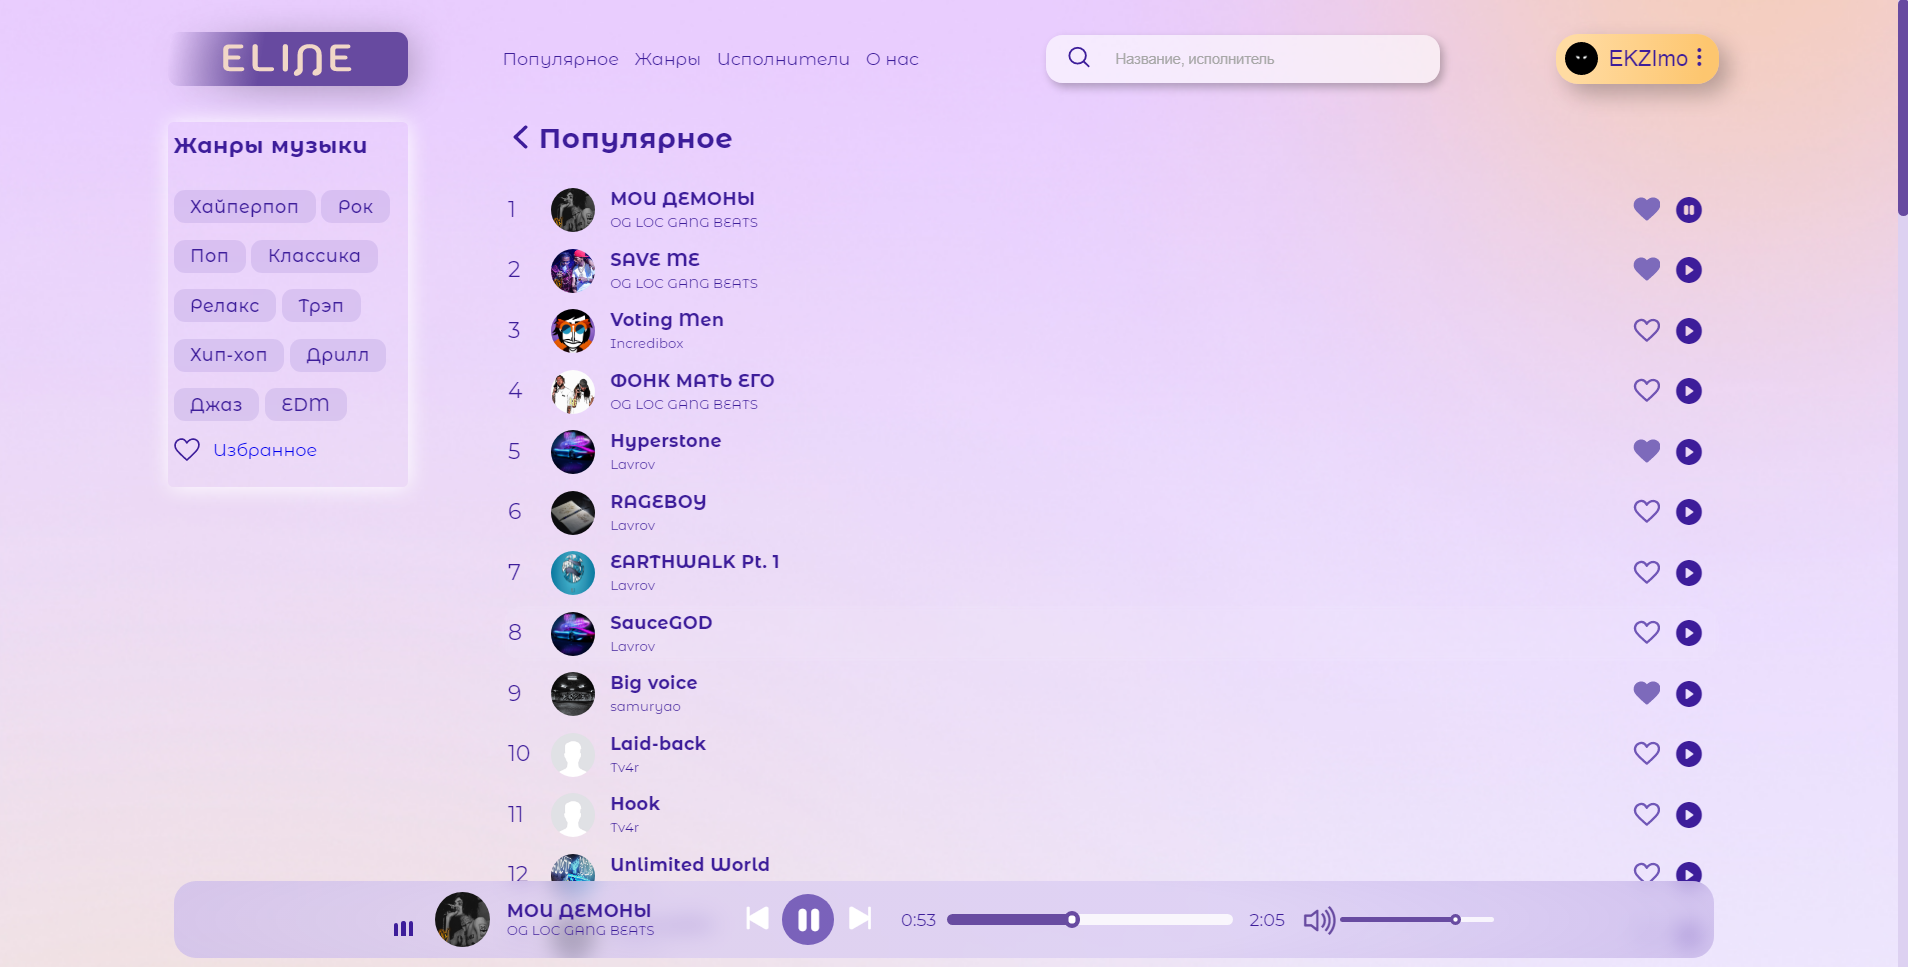 ELINE
Популярное Жанры Исполнители О нас
Название, исполнитель
EKZImo
Жанры музыки
Хайперпоп Рок
Поп Классика
Релакс Трэп
Хип-хоп Дрилл
Джаз EDM
Избранное
Популярное
1
МОИ ДЕМОНЫ
OG LOC GANG BEATS
2
SAVE ME
OG LOC GANG BEATS
3
Voting Men
Incredibox
4
ФОНК МАТЬ ЕГО
OG LOC GANG BEATS
5
Hyperstone
Lavrov
6
RAGEBOY
Lavrov
7
EARTHWALK Pt. 1
Lavrov
8
SauceGOD
Lavrov
9
Big voice
samuryao
10
Laid-back
Tv4r
11
Hook
Tv4r
12
Unlimited World
МОИ ДЕМОНЫ
OG LOC GANG BEATS
0:53
2:05